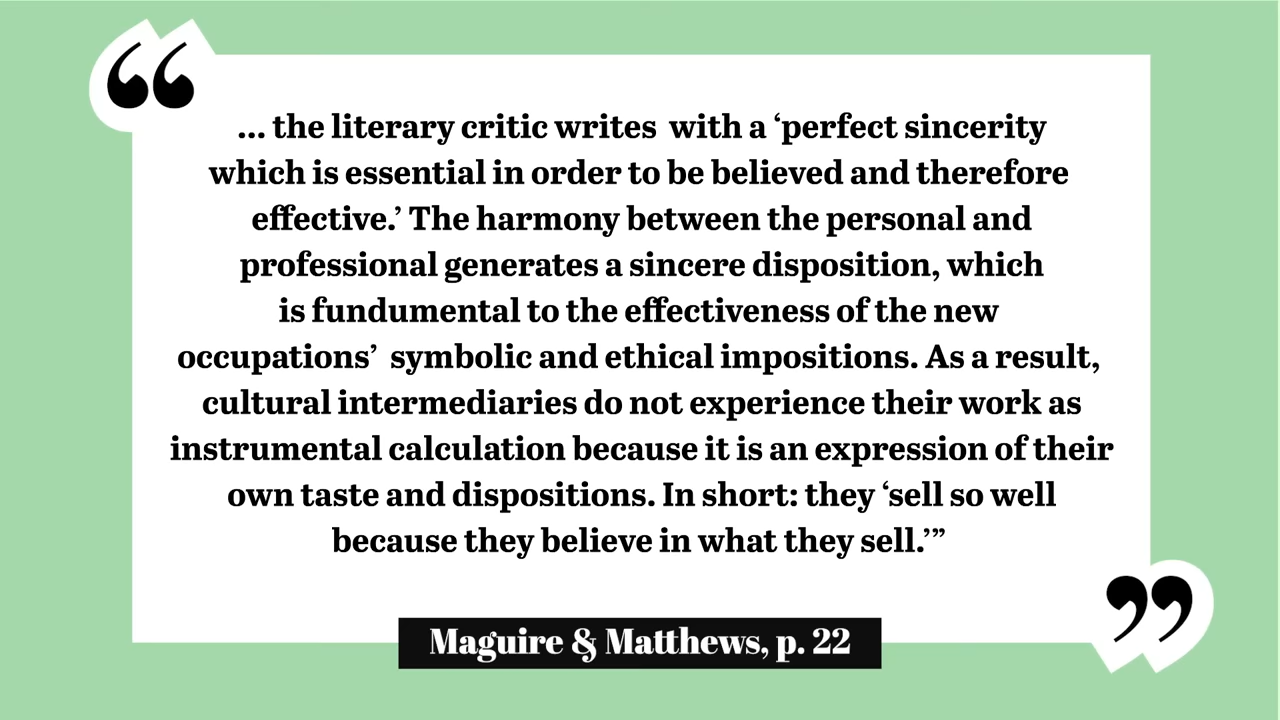 “
... the literary critic writes  with a ‘perfect sincerity
which is essential in order to be believed and therefore
effective.’ The harmony between the personal and
professional generates a sincere disposition, which
is fundumental to the effectiveness of the new
occupations’  symbolic and ethical impositions. As a result,
cultural intermediaries do not experience their work as
instrumental calculation because it is an expression of their
own taste and dispositions. In short: they ‘sell so well
because they believe in what they sell.’”
”
Maguire & Matthews, p. 22